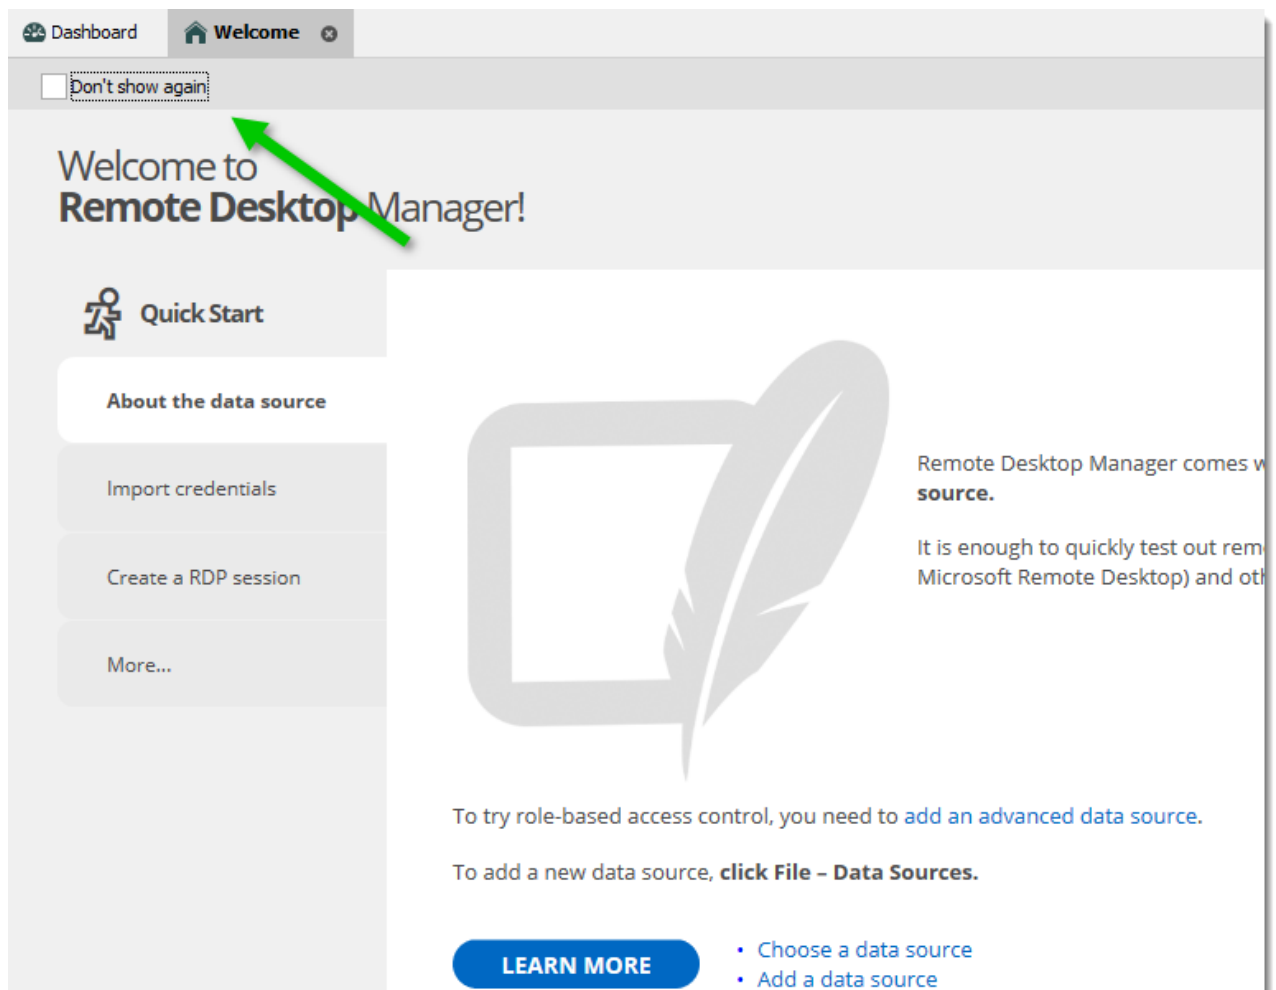 Dashboard
Welcome
Don't show again
Welcome to
Remote Desktop Manager!
Quick Start
About the data source
Import credentials
Create a RDP session
More...
Remote Desktop Manager comes
source.
It is enough to quickly test out
Microsoft Remote Desktop) and
To try role-based access control, you need to add an advanced data source.
To add a new data source, click File – Data Sources.
LEARN MORE
• Choose a data source
• Add a data source